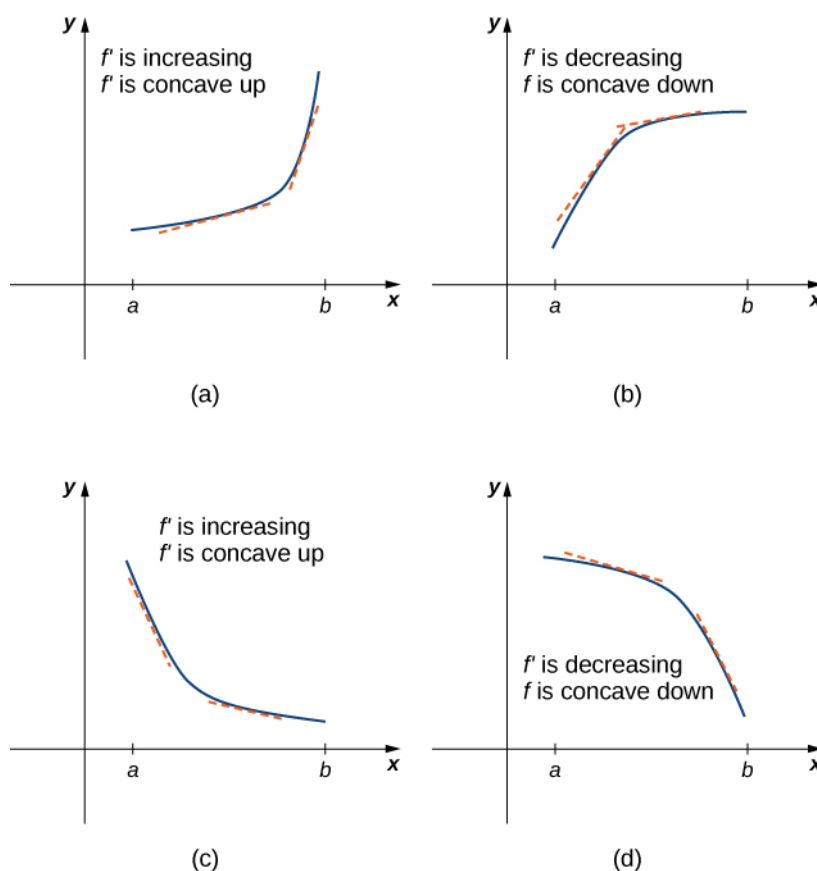 y
f' is increasing
f' is concave up
a
b
x
(a)
y
f' is decreasing
f is concave down
a
b
x
(b)
y
f' is increasing
f' is concave up
a
b
x
(c)
y
f' is decreasing
f is concave down
a
b
x
(d)